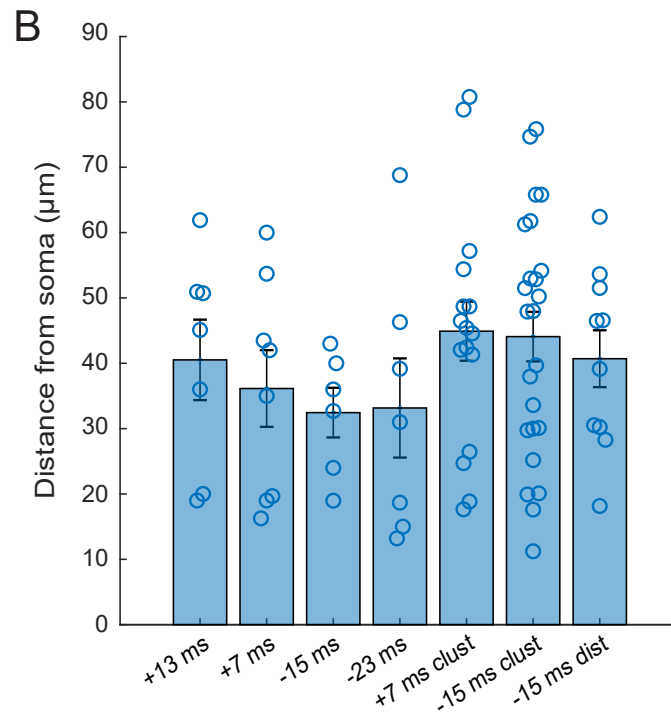 B
Distance from soma (µm)
90
80
70
60
50
40
30
20
10
0
+13 ms
+7 ms
-15 ms
-23 ms
+7 ms clust
-15 ms clust
-15 ms dist